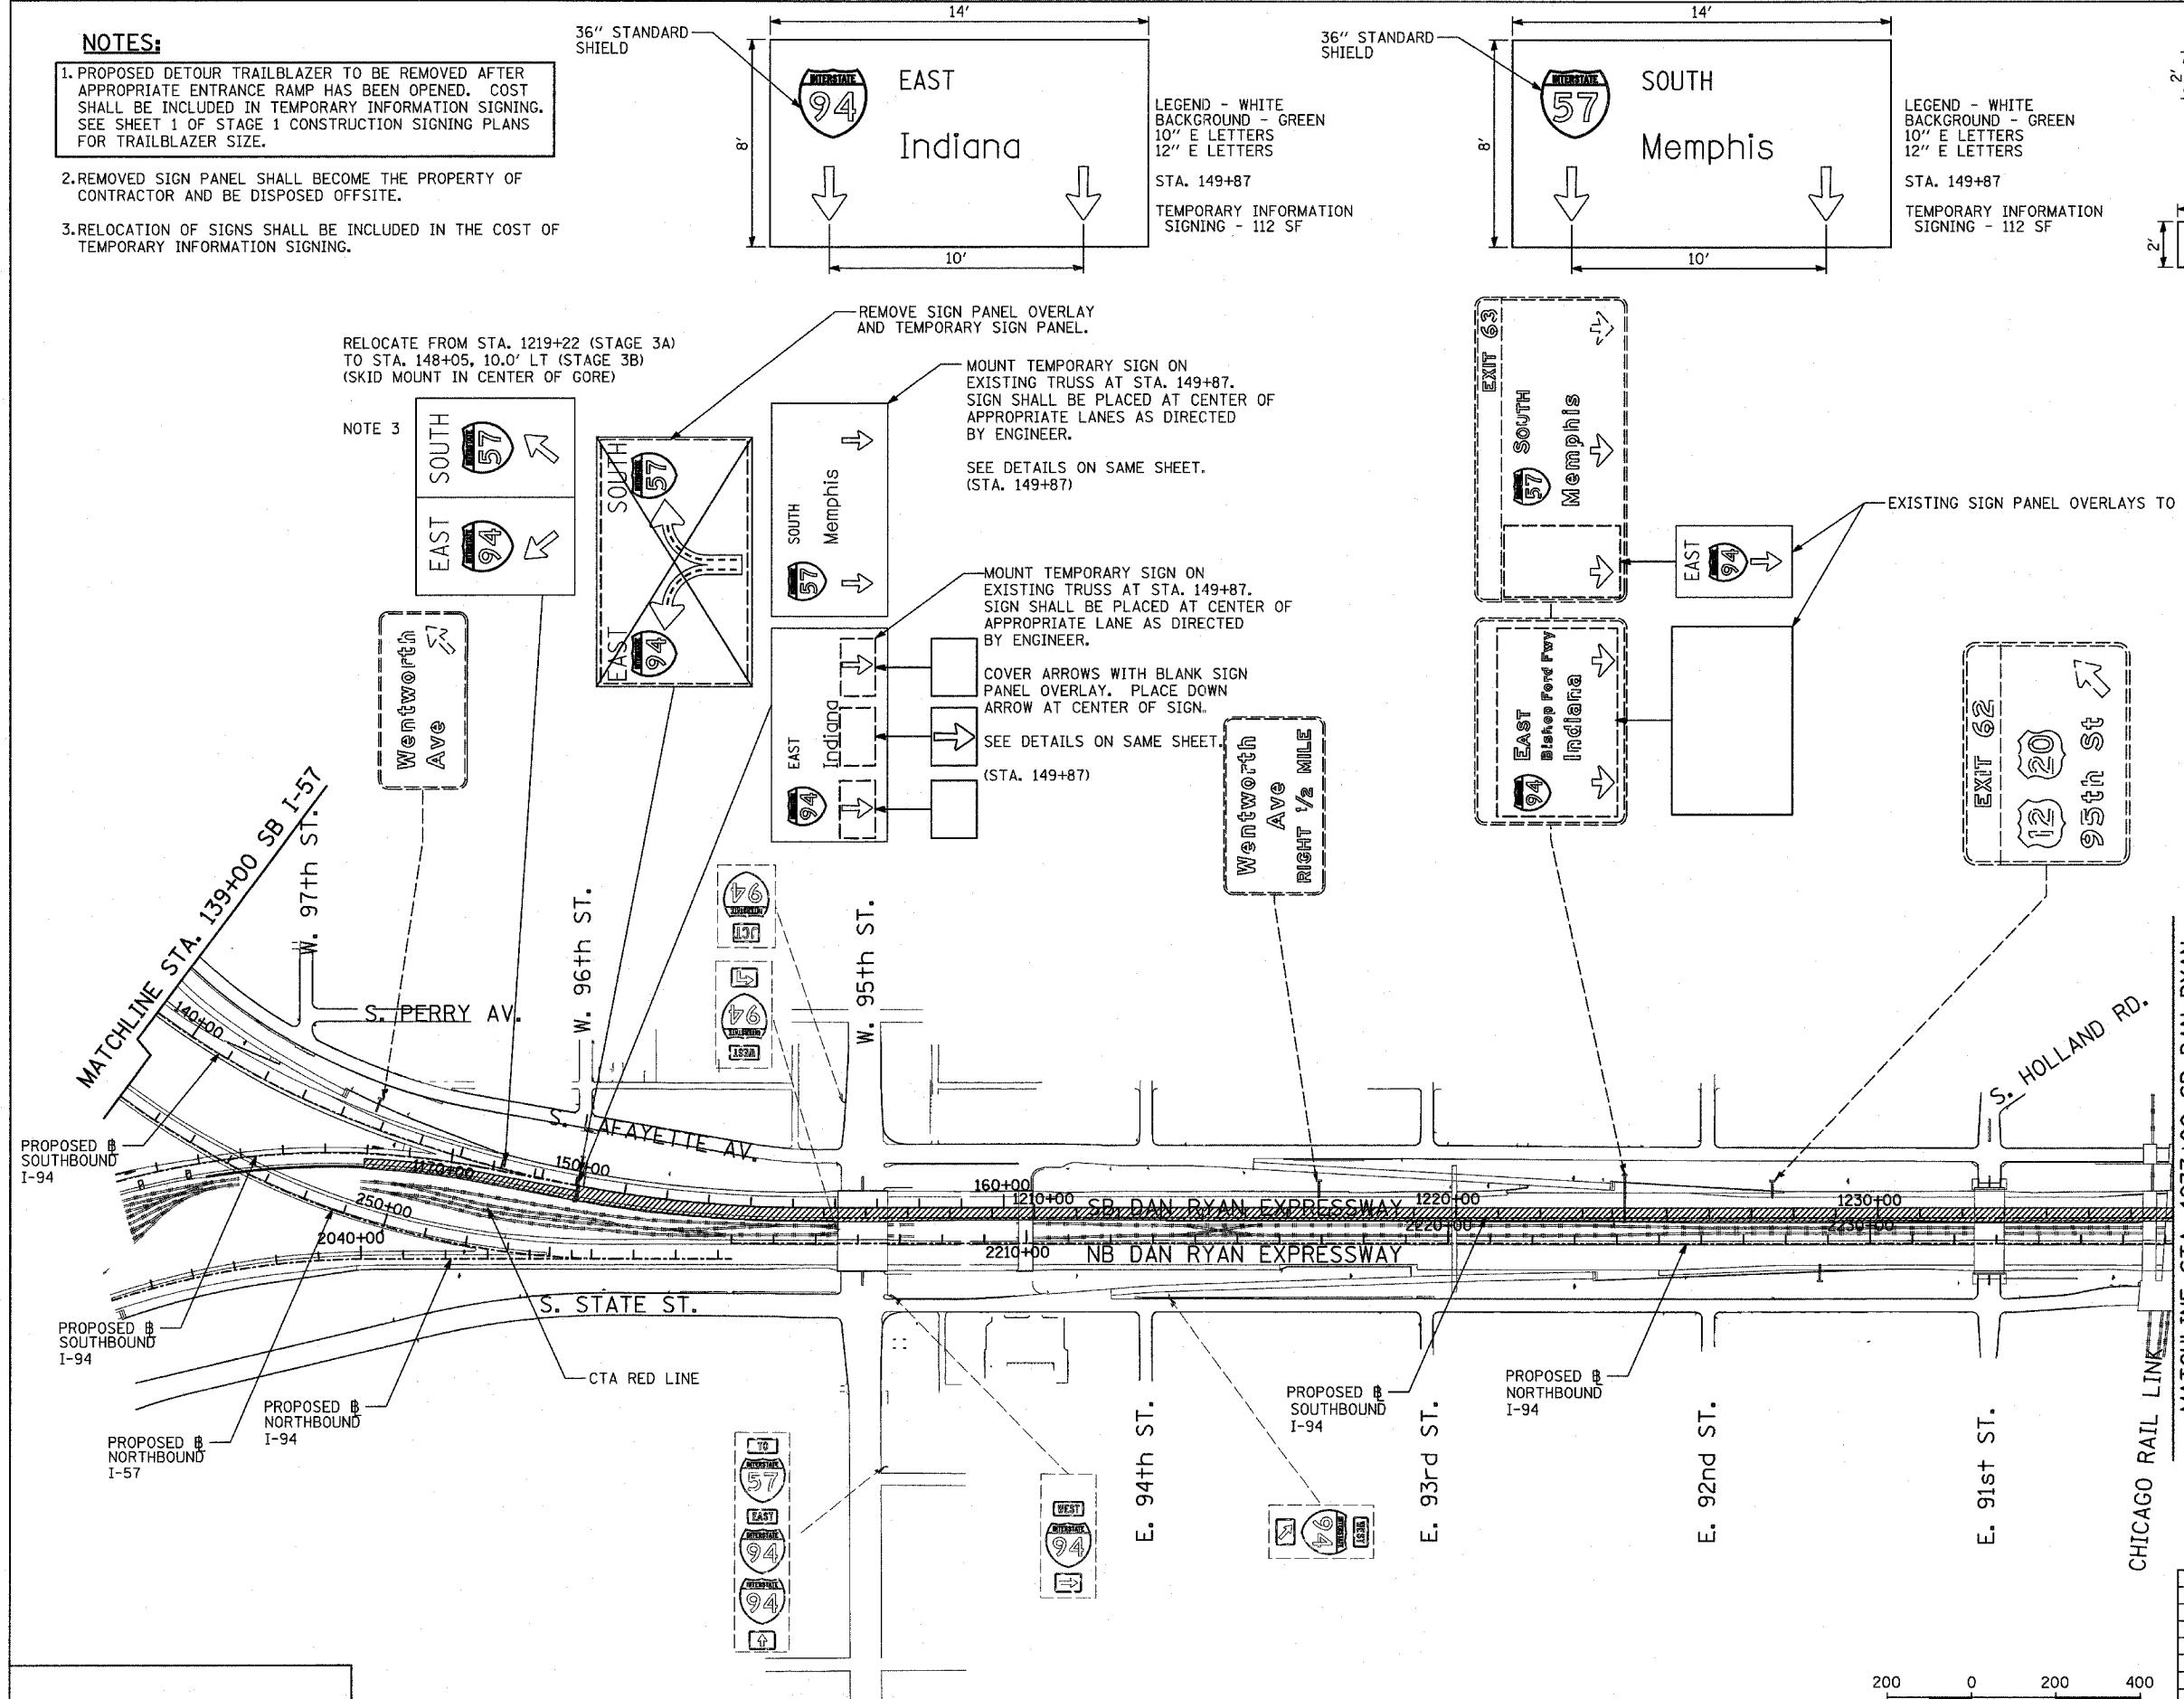 NOTES:
1. PROPOSED DETOUR TRAILBLAZER TO BE REMOVED AFTER
APPROPRIATE ENTRANCE RAMP HAS BEEN OPENED. COST
SHALL BE INCLUDED IN TEMPORARY INFORMATION SIGNING.
SEE SHEET 1 OF STAGE 1 CONSTRUCTION SIGNING PLANS
FOR TRAILBLAZER SIZE.
2. REMOVED SIGN PANEL SHALL BECOME THE PROPERTY OF
CONTRACTOR AND BE DISPOSED OFFSITE.
3. RELOCATION OF SIGNS SHALL BE INCLUDED IN THE COST OF
TEMPORARY INFORMATION SIGNING.
36" STANDARD
SHIELD
14'
8'
INTERSTATE
94
EAST
Indiana
10'
LEGEND - WHITE
BACKGROUND - GREEN
10" E LETTERS
12" E LETTERS
STA. 149+87
TEMPORARY INFORMATION
SIGNING - 112 SF
36" STANDARD
SHIELD
14'
8'
INTERSTATE
57
SOUTH
Memphis
10'
LEGEND - WHITE
BACKGROUND - GREEN
10" E LETTERS
12" E LETTERS
STA. 149+87
TEMPORARY INFORMATION
SIGNING - 112 SF
2'
2'
RELOCATE FROM STA. 1219+22 (STAGE 3A)
TO STA. 148+05, 10.0' LT (STAGE 3B)
(SKID MOUNT IN CENTER OF GORE)
NOTE 3
SOUTH
57
EAST
94
REMOVE SIGN PANEL OVERLAY
AND TEMPORARY SIGN PANEL.
SOUTH
57
EAST
94
MOUNT TEMPORARY SIGN ON
EXISTING TRUSS AT STA. 149+87.
SIGN SHALL BE PLACED AT CENTER OF
APPROPRIATE LANES AS DIRECTED
BY ENGINEER.
SEE DETAILS ON SAME SHEET.
(STA. 149+87)
57
SOUTH
Memphis
MOUNT TEMPORARY SIGN ON
EXISTING TRUSS AT STA. 149+87.
SIGN SHALL BE PLACED AT CENTER OF
APPROPRIATE LANE AS DIRECTED
BY ENGINEER.
COVER ARROWS WITH BLANK SIGN
PANEL OVERLAY. PLACE DOWN
ARROW AT CENTER OF SIGN.
SEE DETAILS ON SAME SHEET.
(STA. 149+87)
94
EAST
Indiana
Wentworth
Ave
Wentworth
Ave
RIGHT 1/2 MILE
EXIT 63
57
SOUTH
Memphis
EAST
94
EXISTING SIGN PANEL OVERLAYS TO
94
EAST
Bishop Ford Fwy
Indiana
EXIT 62
12
20
95th St
MATCHLINE STA. 139+00 SB I-57
W. 97th ST.
W. 96th ST.
W. 95th ST.
INTERSTATE
94
JCT
INTERSTATE
94
WEST
S. PERRY AV.
S. LAFAYETTE AV.
S. HOLLAND RD.
140+00
1170+00
150+00
160+00
1210+00
1220+00
1230+00
SB DAN RYAN EXPRESSWAY
2220+00
2230+00
250+00
2040+00
2210+00
NB DAN RYAN EXPRESSWAY
S. STATE ST.
PROPOSED ℄
SOUTHBOUND
I-94
PROPOSED ℄
SOUTHBOUND
I-94
PROPOSED ℄
NORTHBOUND
I-57
PROPOSED ℄
NORTHBOUND
I-94
CTA RED LINE
PROPOSED ℄
SOUTHBOUND
I-94
PROPOSED ℄
NORTHBOUND
I-94
TO
INTERSTATE
57
EAST
INTERSTATE
94
INTERSTATE
94
WEST
INTERSTATE
94
WEST
INTERSTATE
94
E. 94th ST.
E. 93rd ST.
E. 92nd ST.
E. 91st ST.
CHICAGO RAIL LINK
200 0 200 400